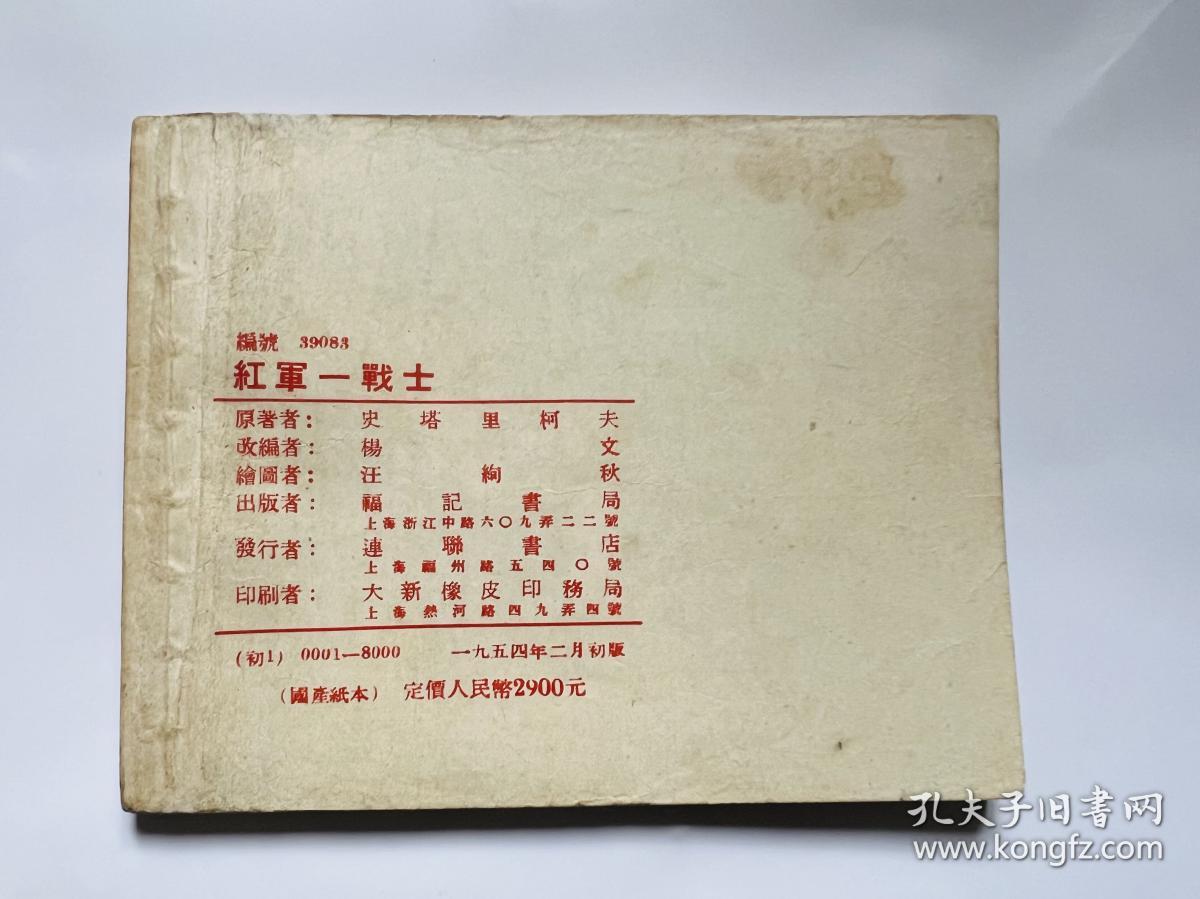 編號 39083
紅軍一戰士
原著者： 史塔里柯夫
改編者： 楊文
繪圖者： 汪絢秋
出版者： 福記書局
上海浙江中路六〇九弄二二號
發行者： 連聯書店
上海福州路五四〇號
印刷者： 大新橡皮印務局
上海熱河路四九弄四號
(初1) 0001—8000 一九五四年二月初版
(國產紙本) 定價人民幣2900元
孔夫子旧书网
www.kongfz.com